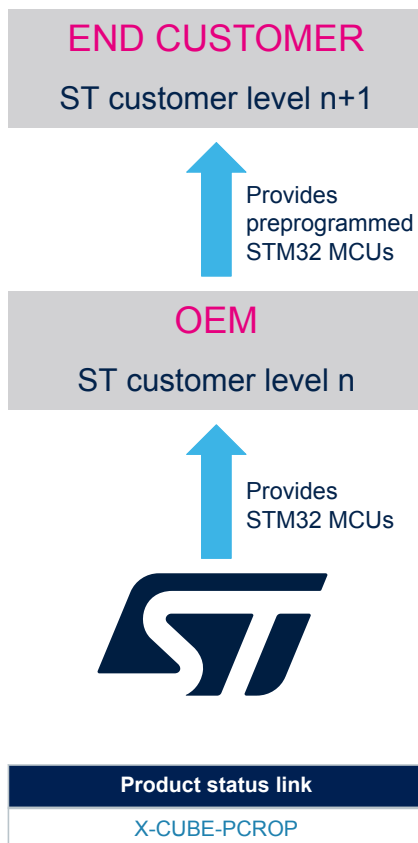 END CUSTOMER
ST customer level n+1
Provides
preprogrammed
STM32 MCUs
OEM
ST customer level n
Provides
STM32 MCUs
ST
Product status link
X-CUBE-PCROP